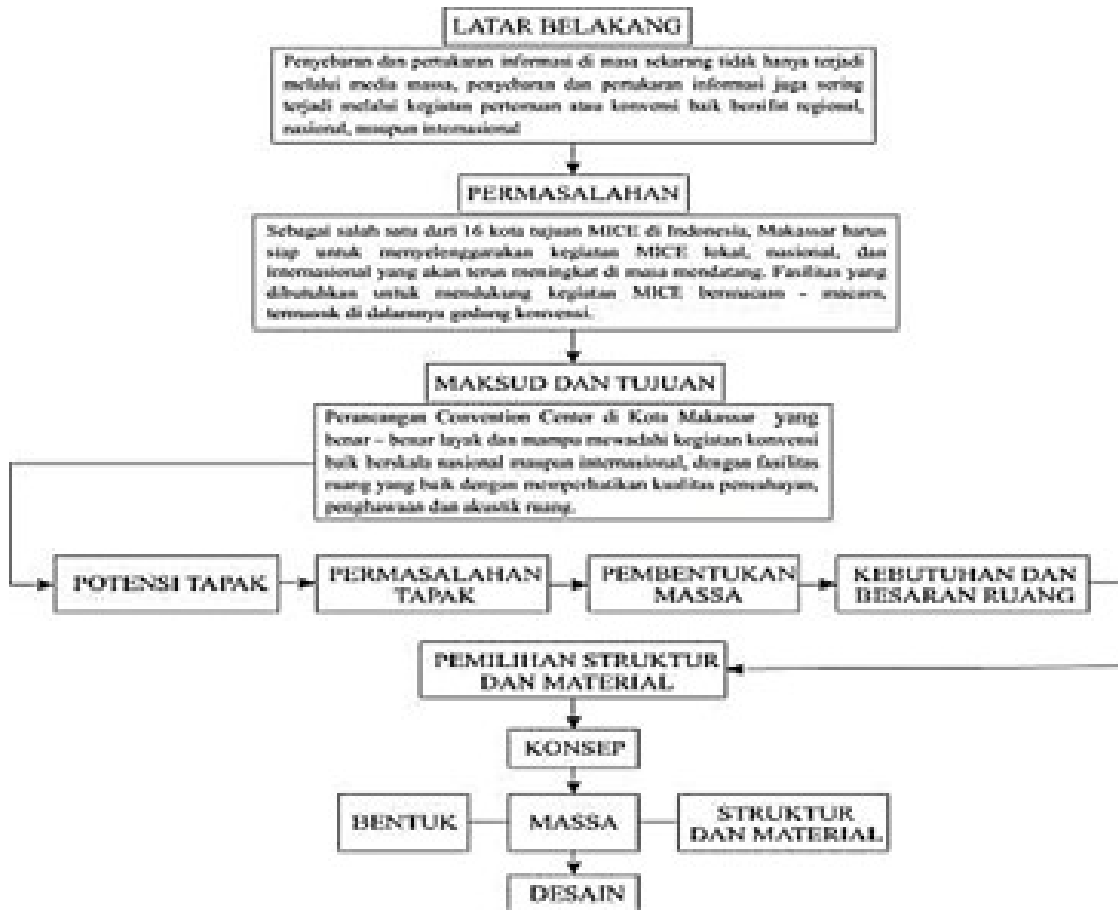 LATAR BELAKANG
Penyebaran dan pertukaran informasi di masa sekarang tidak hanya terjadi
melalui media massa, penyebaran dan pertukaran informasi juga sering
terjadi melalui kegiatan pertemuan atau konvensi baik bersifat regional,
nasional, maupun internasional
PERMASALAHAN
Sebagai salah satu dari 16 kota tujuan MICE di Indonesia, Makassar harus
siap untuk menyelenggarakan kegiatan MICE lokal, nasional, dan
internasional yang akan terus meningkat di masa mendatang. Fasilitas yang
dibutuhkan untuk mendukung kegiatan MICE bermacam – macam,
termasuk di dalamnya gedung konvensi.
MAKSUD DAN TUJUAN
Perancangan Convention Center di Kota Makassar yang
benar – benar layak dan mampu mewadahi kegiatan konvensi
baik berskala nasional maupun internasional, dengan fasilitas
ruang yang baik dengan memperhatikan kualitas pencahayan,
penghawaan dan akustik ruang.
POTENSI TAPAK
PERMASALAHAN
TAPAK
PEMBENTUKAN
MASSA
KEBUTUHAN DAN
BESARAN RUANG
PEMILIHAN STRUKTUR
DAN MATERIAL
KONSEP
BENTUK
MASSA
STRUKTUR
DAN MATERIAL
DESAIN